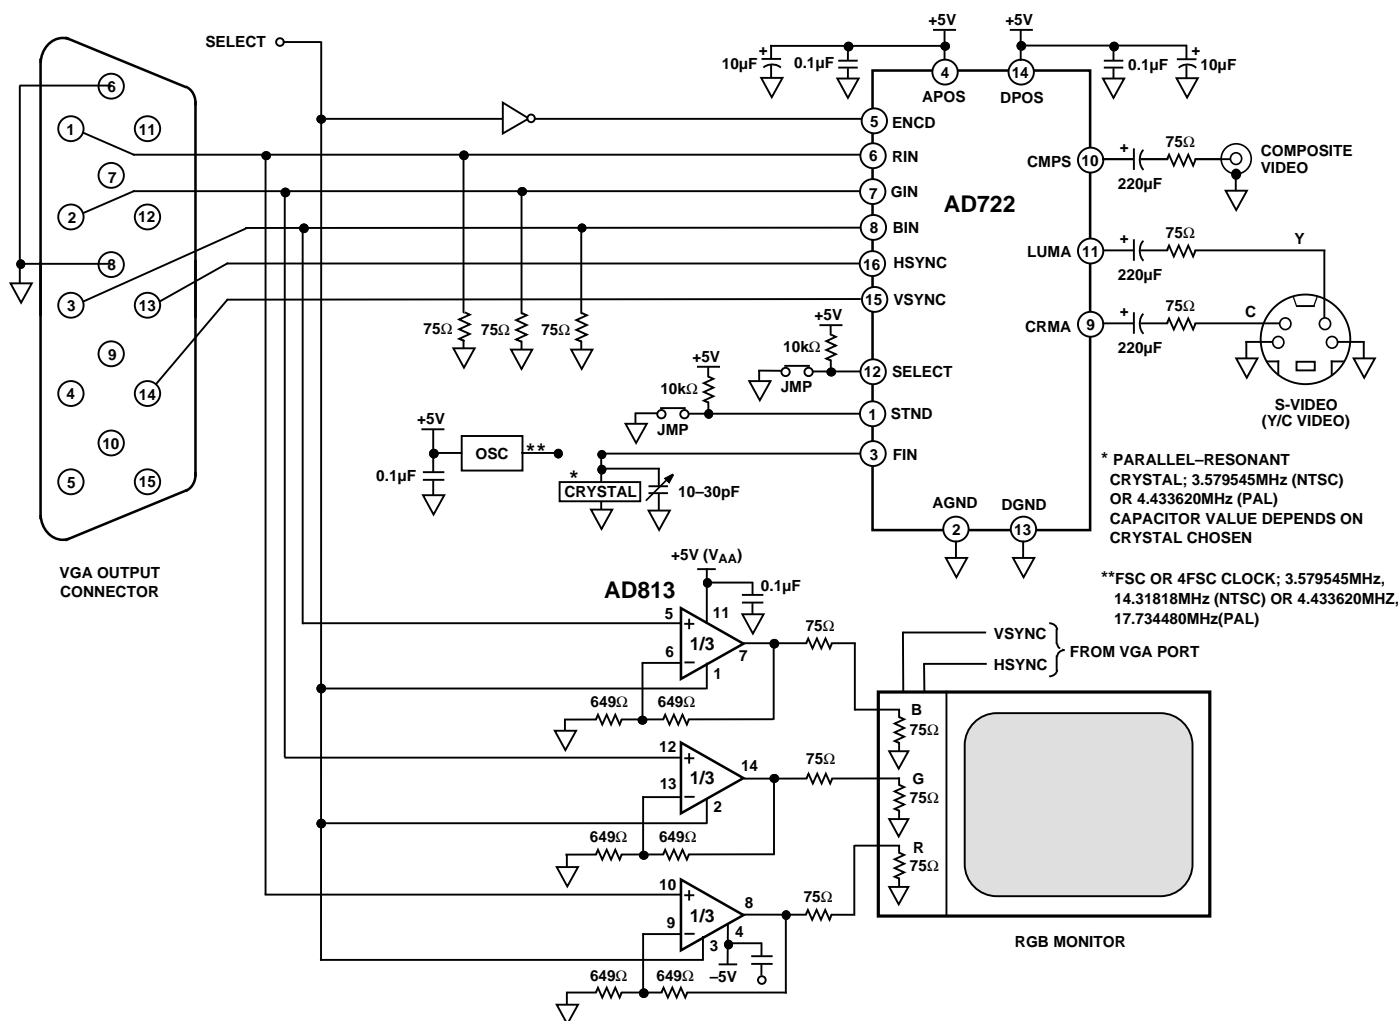 SELECT
+5V
+5V
10µF
+
0.1µF
4
14
0.1µF
+
10µF
APOS
DPOS
6
1
11
7
2
12
8
3
13
9
4
14
10
5
15
VGA OUTPUT
CONNECTOR
5
ENCD
6
RIN
7
GIN
8
BIN
16
HSYNC
15
VSYNC
12
SELECT
1
STND
3
FIN
AD722
CMPS
10
+
220µF
75Ω
COMPOSITE
VIDEO
LUMA
11
+
220µF
75Ω
Y
CRMA
9
+
220µF
75Ω
C
S-VIDEO
(Y/C VIDEO)
AGND
2
DGND
13
75Ω
75Ω
75Ω
+5V
10kΩ
JMP
+5V
10kΩ
JMP
+5V
0.1µF
OSC
**
*
CRYSTAL
10–30pF
* PARALLEL–RESONANT
CRYSTAL; 3.579545MHz (NTSC)
OR 4.433620MHz (PAL)
CAPACITOR VALUE DEPENDS ON
CRYSTAL CHOSEN
**FSC OR 4FSC CLOCK; 3.579545MHz,
14.31818MHz (NTSC) OR 4.433620MHZ,
17.734480MHz(PAL)
+5V (VAA)
AD813
0.1µF
5
+
11
1/3
6
–
7
1
75Ω
649Ω
649Ω
12
+
14
1/3
13
–
2
75Ω
649Ω
649Ω
10
+
8
1/3
9
–
4
3
–5V
75Ω
649Ω
649Ω
VSYNC
HSYNC
FROM VGA PORT
B
75Ω
G
75Ω
R
75Ω
RGB MONITOR